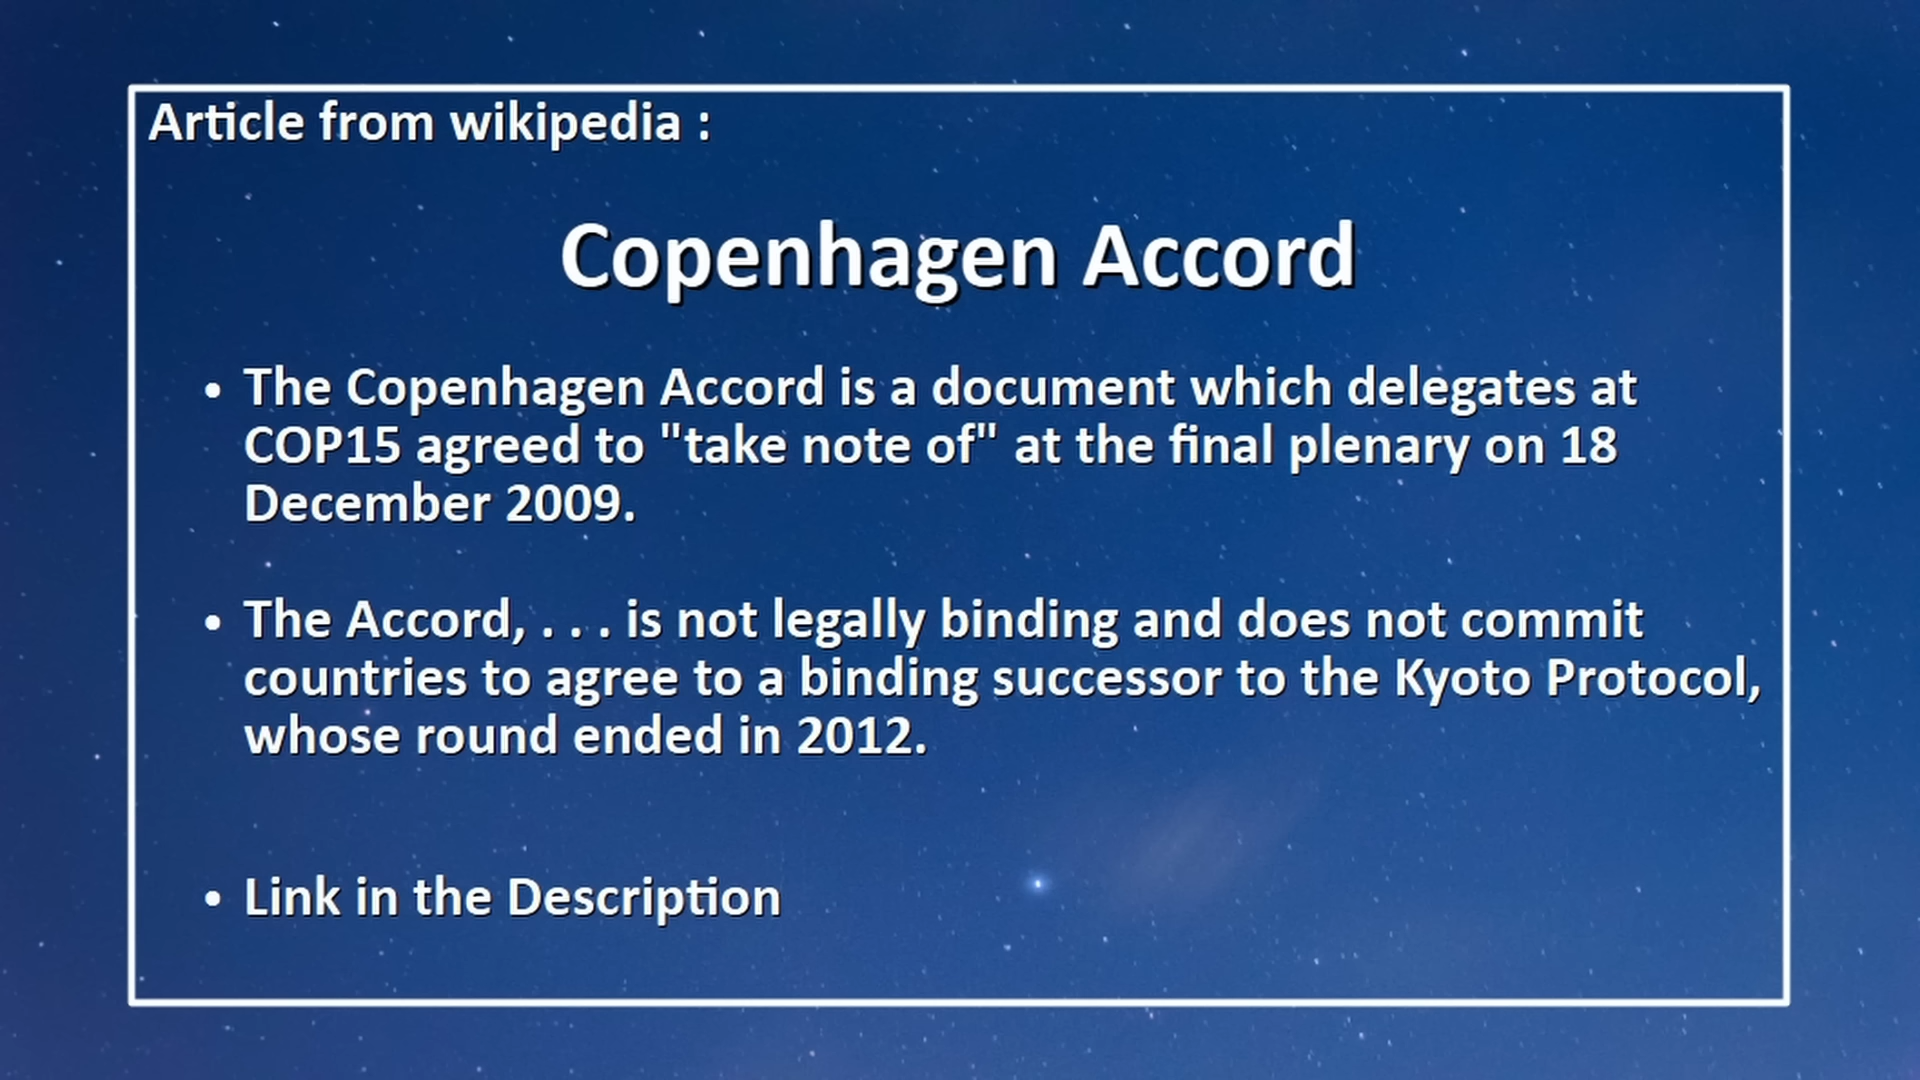 Article from wikipedia :
Copenhagen Accord
• The Copenhagen Accord is a document which delegates at
COP15 agreed to "take note of" at the final plenary on 18
December 2009.
• The Accord, . . . is not legally binding and does not commit
countries to agree to a binding successor to the Kyoto Protocol,
whose round ended in 2012.
• Link in the Description